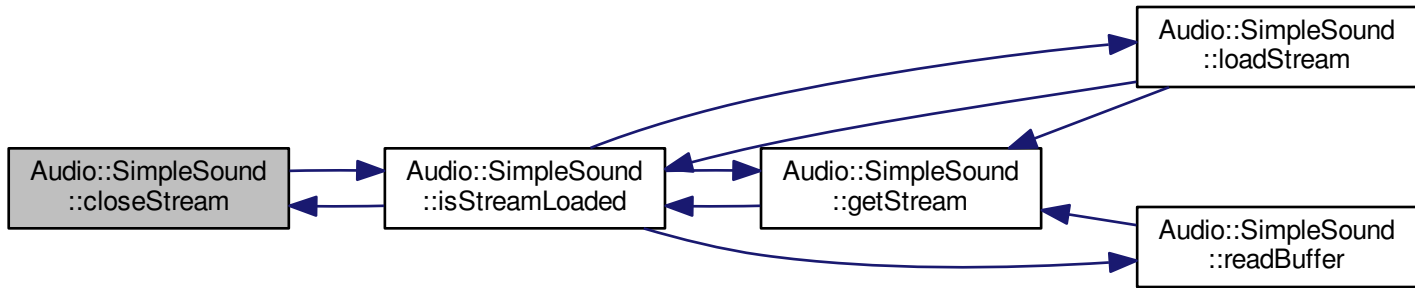 Audio::SimpleSound
::closeStream
Audio::SimpleSound
::isStreamLoaded
Audio::SimpleSound
::getStream
Audio::SimpleSound
::loadStream
Audio::SimpleSound
::readBuffer